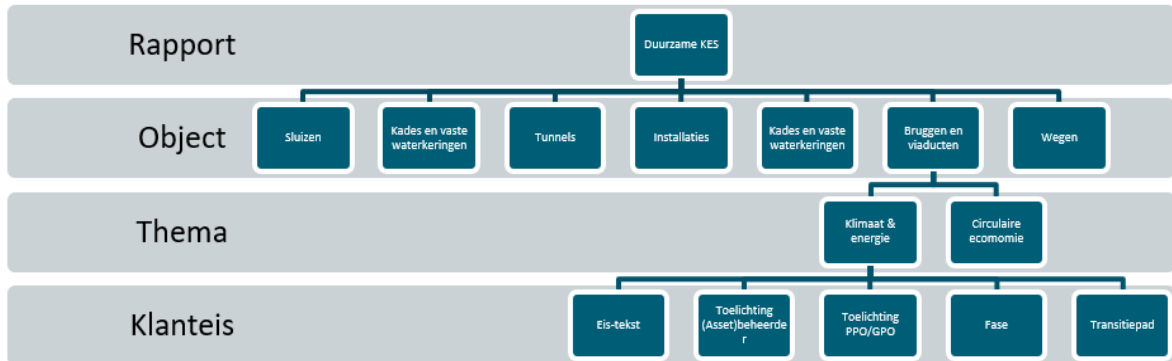 Rapport
Duurzame KES
Object
Sluizen
Kades en vaste
waterkeringen
Tunnels
Installaties
Kades en vaste
waterkeringen
Bruggen en
viaducten
Wegen
Thema
Klimaat &
energie
Circulaire
ecomomie
Klanteis
Eis-tekst
Toelichting
(Asset)beheerde
r
Toelichting
PPO/GPO
Fase
Transitiepad